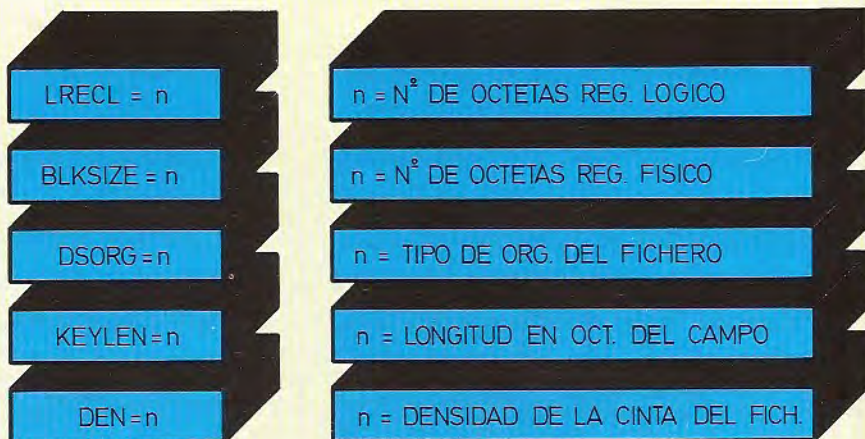 LRECL = n
n = Nº DE OCTETAS REG. LOGICO
BLKSIZE = n
n = Nº DE OCTETAS REG. FISICO
DSORG = n
n = TIPO DE ORG. DEL FICHERO
KEYLEN = n
n = LONGITUD EN OCT. DEL CAMPO
DEN = n
n = DENSIDAD DE LA CINTA DEL FICH.